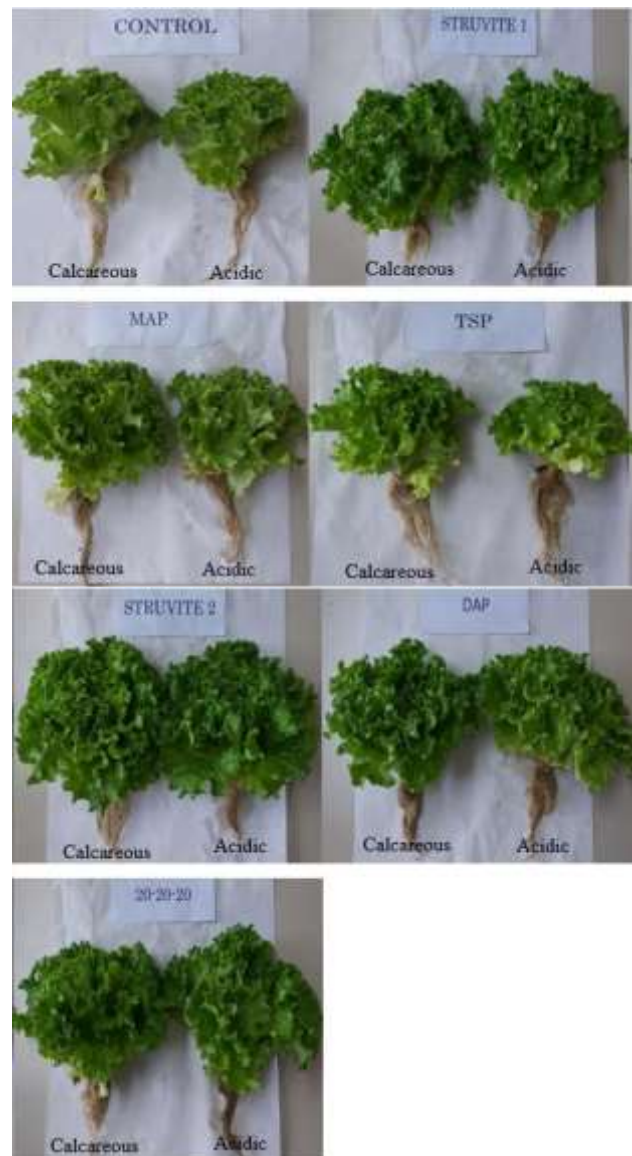 CONTROL
STRUVITE 1
Calcareous
Acidic
Calcareous
Acidic
MAP
TSP
Calcareous
Acidic
Calcareous
Acidic
STRUVITE 2
DAP
Calcareous
Acidic
Calcareous
Acidic
20-20-20
Calcareous
Acidic